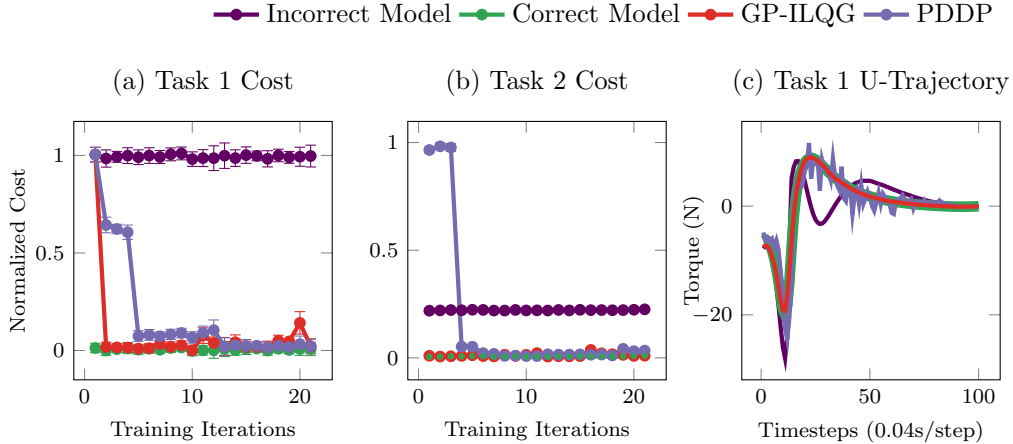 Incorrect Model Correct Model GP-ILQG PDDP
(a) Task 1 Cost
(b) Task 2 Cost
(c) Task 1 U-Trajectory
Normalized Cost
1
0.5
0
0 10 20
Training Iterations
1
0.5
0
0 10 20
Training Iterations
Torque (N)
0
−20
0 50 100
Timesteps (0.04s/step)